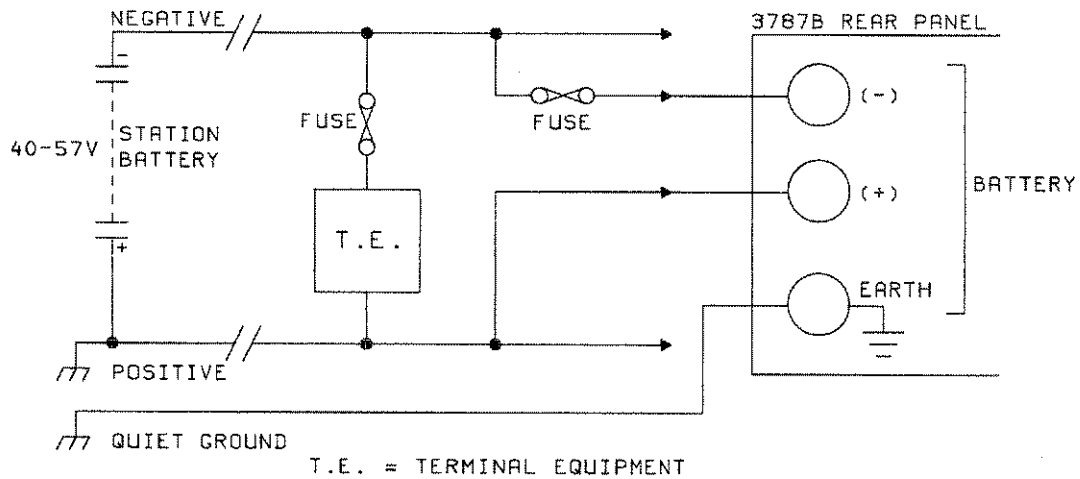 NEGATIVE
3787B REAR PANEL
-
(-)
FUSE
FUSE
40-57V
STATION
BATTERY
(+)
BATTERY
+
T.E.
EARTH
POSITIVE
QUIET GROUND
T.E. = TERMINAL EQUIPMENT